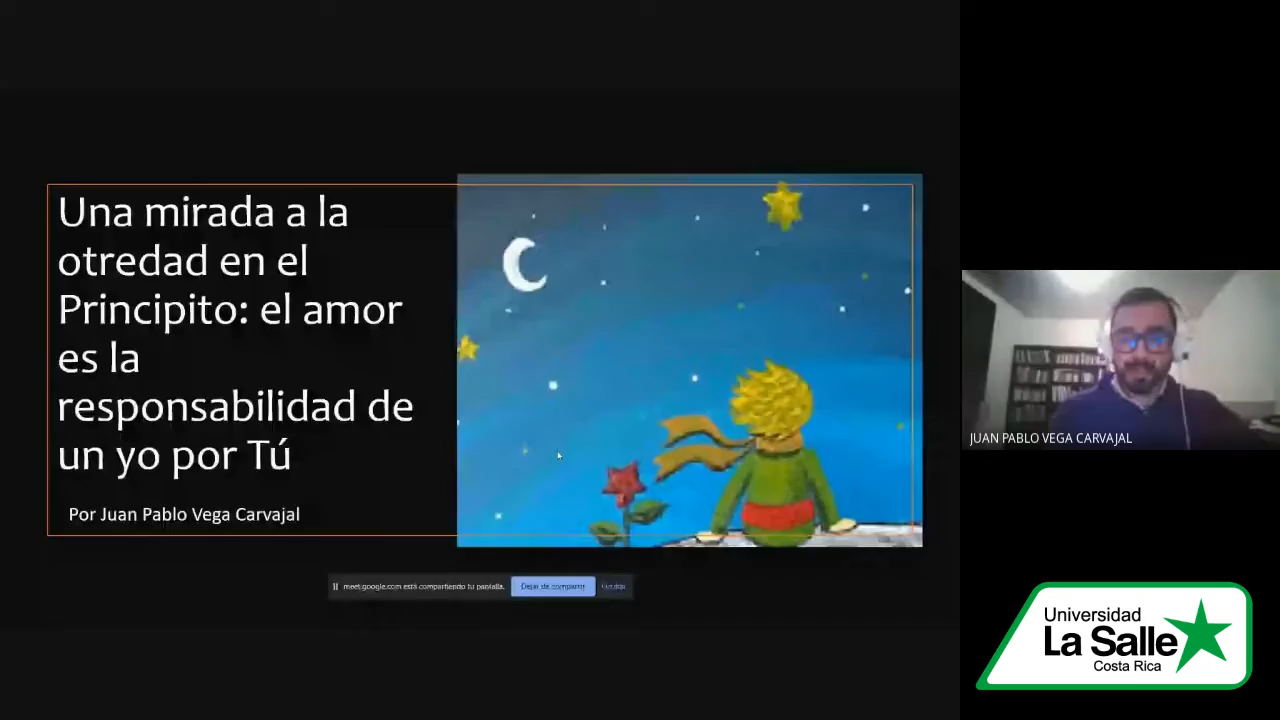 Una mirada a la
otredad en el
Principito: el amor
es la
responsabilidad de
un yo por Tú
Por Juan Pablo Vega Carvajal
meet.google.com está compartiendo tu pantalla.
Dejar de compartir
Ocultar
JUAN PABLO VEGA CARVAJAL
Universidad
La Salle
Costa Rica